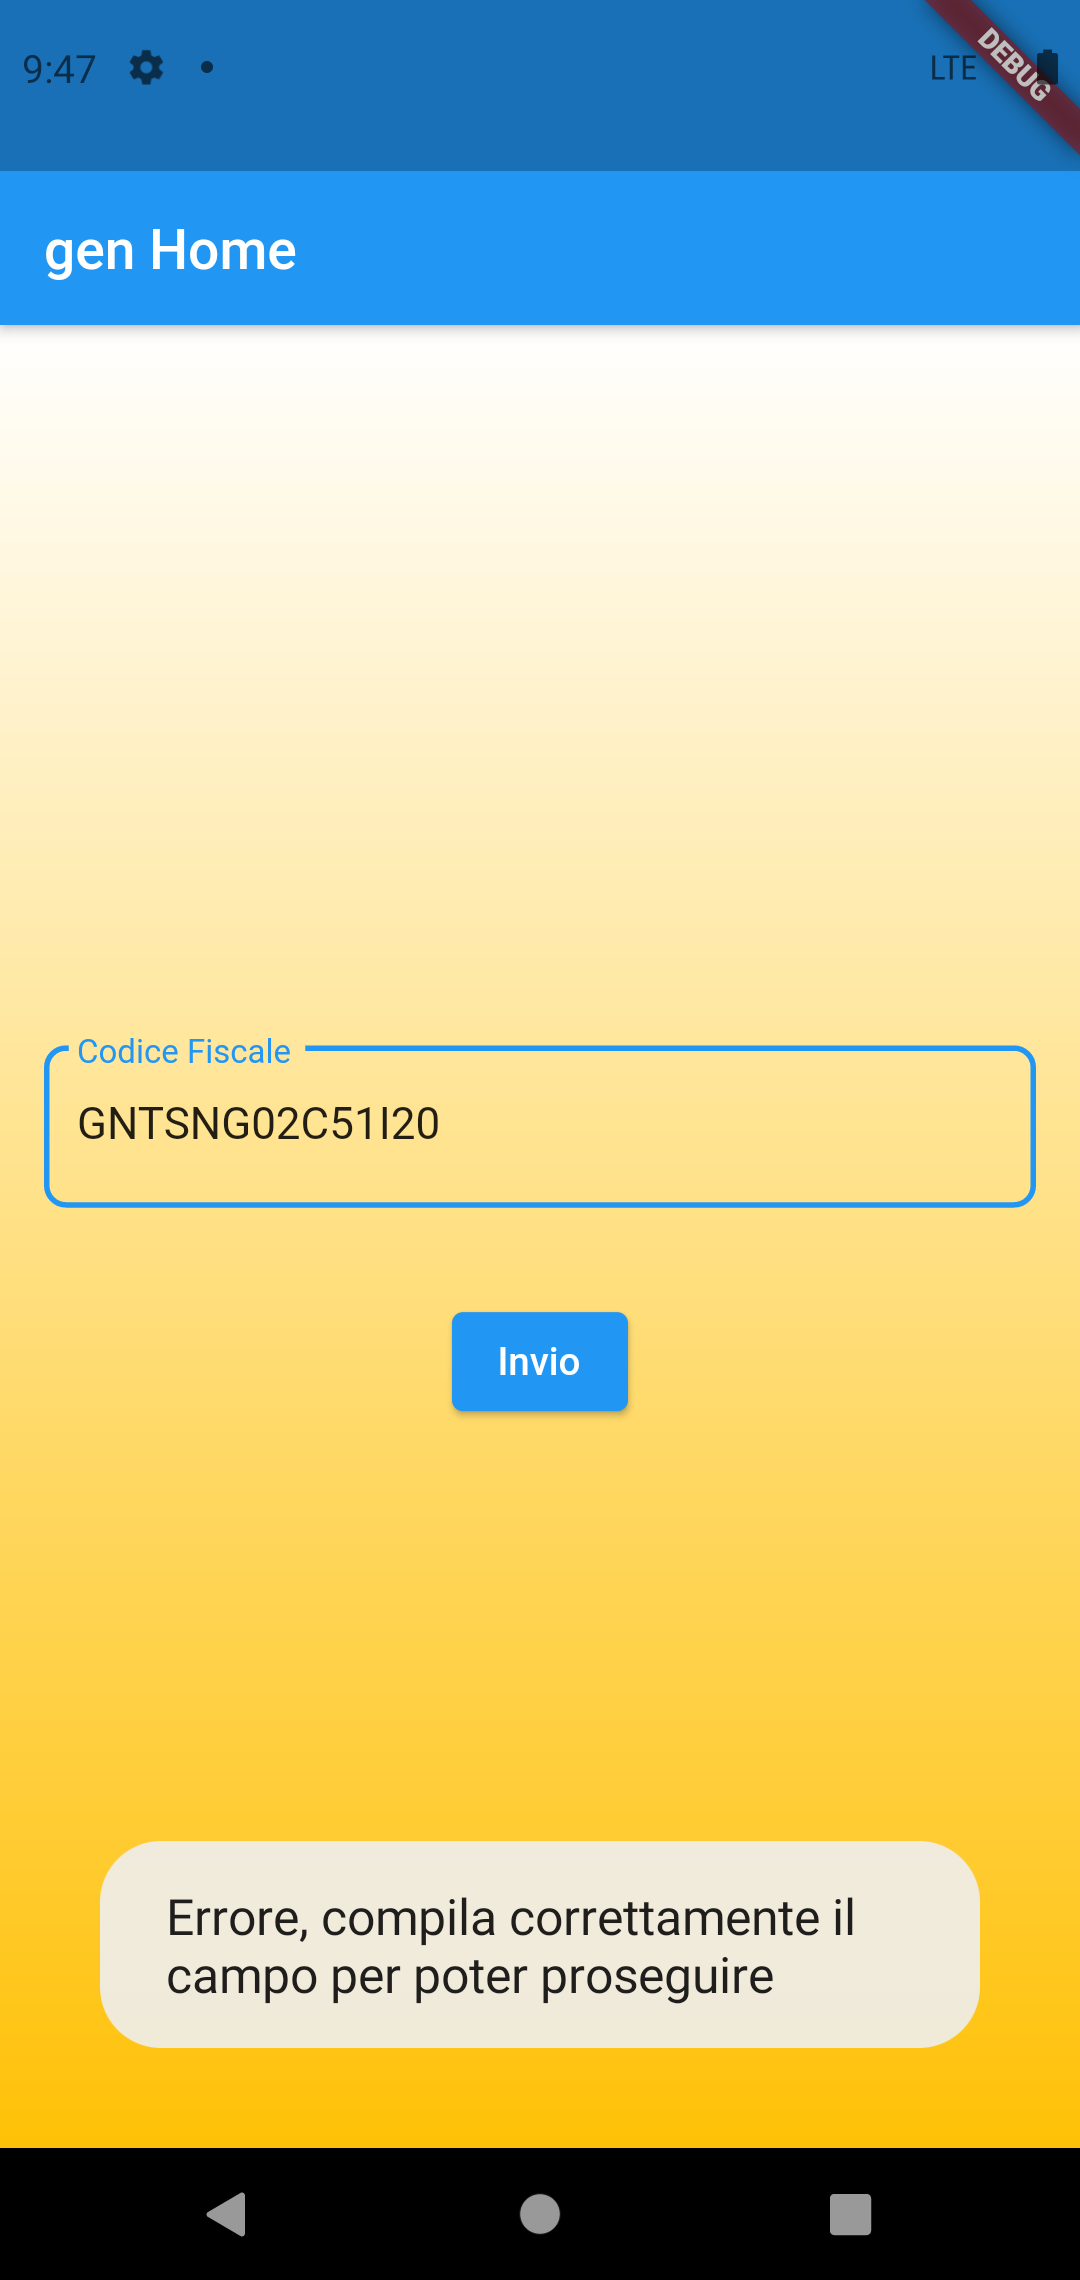 9:47
LTE
DEBUG
gen Home
Codice Fiscale
GNTSNG02C51I20
Invio
Errore, compila correttamente il
campo per poter proseguire